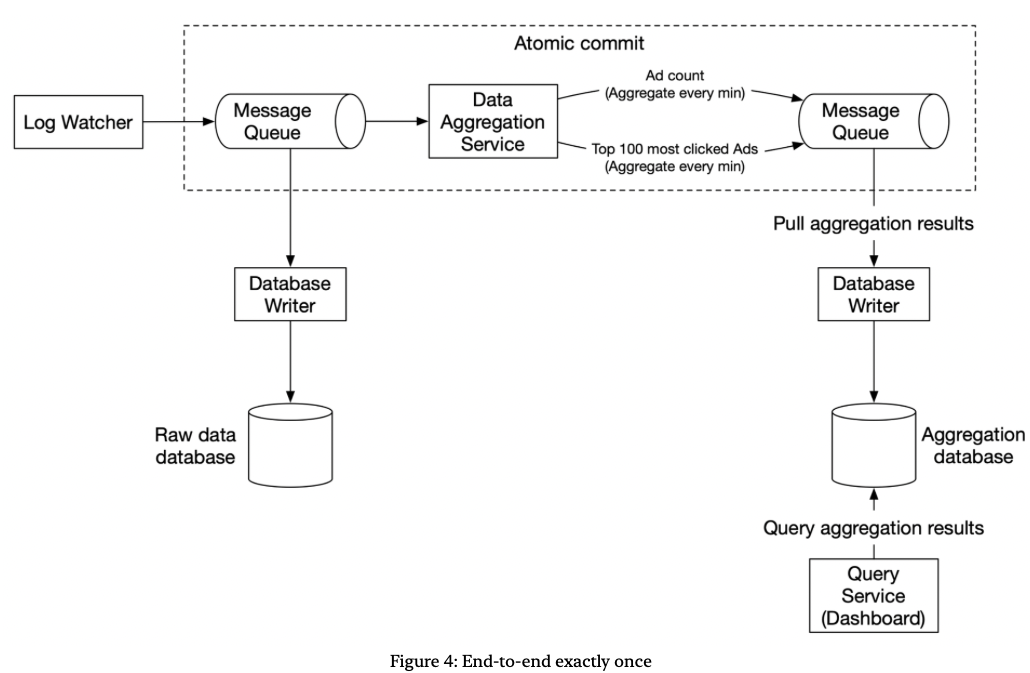 Atomic commit
Log Watcher
Message
Queue
Data
Aggregation
Service
Ad count
(Aggregate every min)
Top 100 most clicked Ads
(Aggregate every min)
Message
Queue
Pull aggregation results
Database
Writer
Database
Writer
Raw data
database
Aggregation
database
Query aggregation results
Query
Service
(Dashboard)
Figure 4: End-to-end exactly once